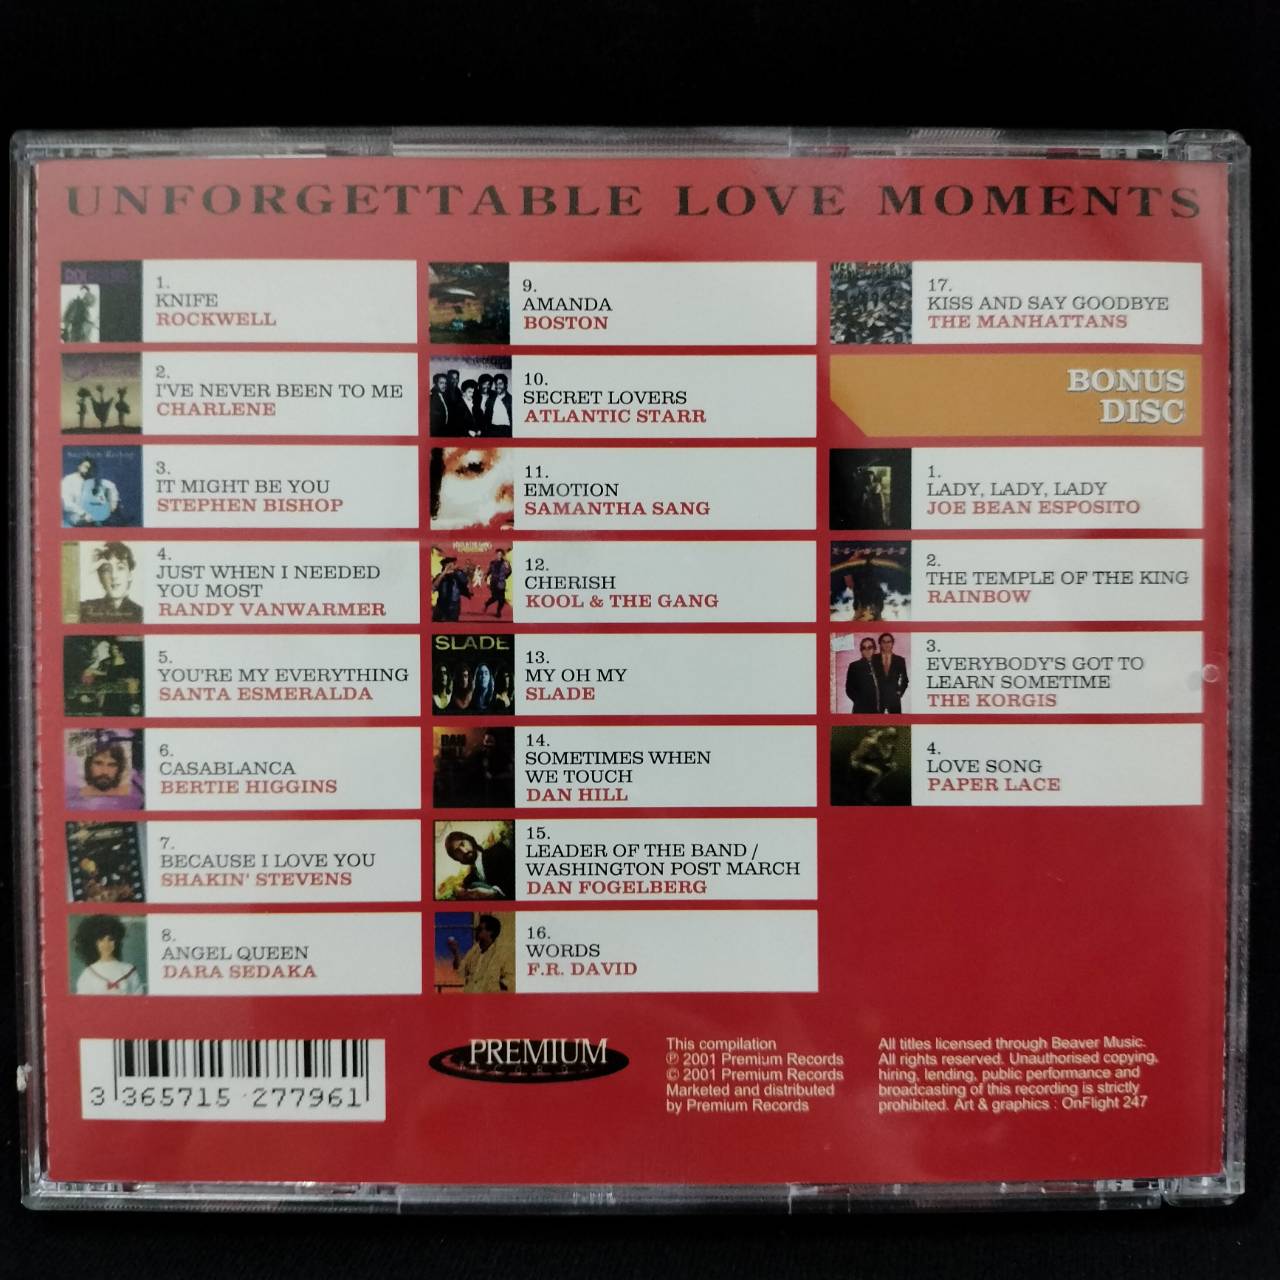 UNFORGETTABLE LOVE MOMENTS
1.
KNIFE
ROCKWELL
2.
I'VE NEVER BEEN TO ME
CHARLENE
3.
IT MIGHT BE YOU
STEPHEN BISHOP
4.
JUST WHEN I NEEDED
YOU MOST
RANDY VANWARMER
5.
YOU'RE MY EVERYTHING
SANTA ESMERALDA
6.
CASABLANCA
BERTIE HIGGINS
7.
BECAUSE I LOVE YOU
SHAKIN' STEVENS
8.
ANGEL QUEEN
DARA SEDAKA
9.
AMANDA
BOSTON
10.
SECRET LOVERS
ATLANTIC STARR
11.
EMOTION
SAMANTHA SANG
12.
CHERISH
KOOL & THE GANG
SLADE
13.
MY OH MY
SLADE
14.
SOMETIMES WHEN
WE TOUCH
DAN HILL
15.
LEADER OF THE BAND /
WASHINGTON POST MARCH
DAN FOGELBERG
16.
WORDS
F.R. DAVID
17.
KISS AND SAY GOODBYE
THE MANHATTANS
BONUS
DISC
1.
LADY, LADY, LADY
JOE BEAN ESPOSITO
RAINBOW
2.
THE TEMPLE OF THE KING
RAINBOW
3.
EVERYBODY'S GOT TO
LEARN SOMETIME
THE KORGIS
4.
LOVE SONG
PAPER LACE
3 365715 277961
PREMIUM
RECORDS
This compilation
℗ 2001 Premium Records
© 2001 Premium Records
Marketed and distributed
by Premium Records
All titles licensed through Beaver Music.
All rights reserved. Unauthorised copying,
hiring, lending, public performance and
broadcasting of this recording is strictly
prohibited. Art & graphics : OnFlight 247